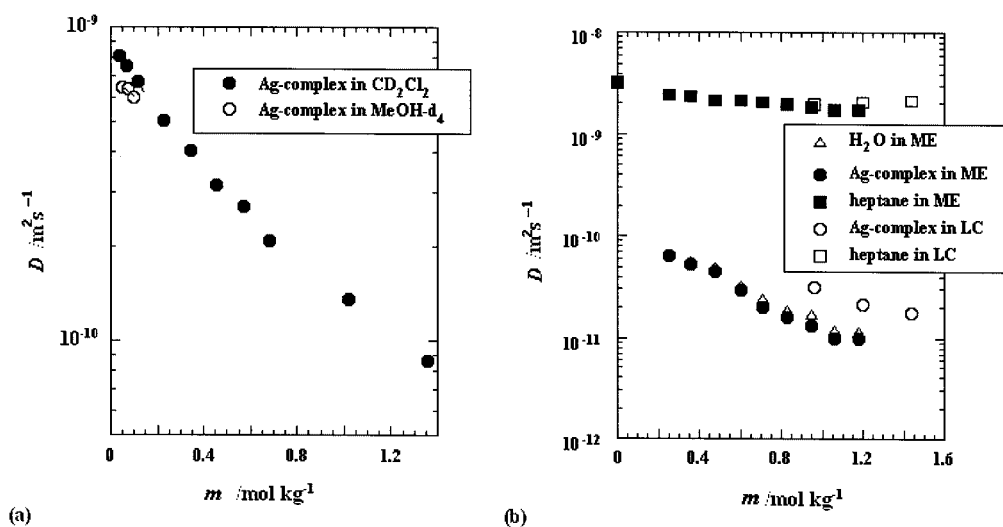 (a)
10⁻⁹
10⁻¹⁰
D /m²s⁻¹
Ag-complex in CD₂Cl₂
Ag-complex in MeOH-d₄
0 0.4 0.8 1.2
m /mol kg⁻¹
(b)
10⁻⁸
10⁻⁹
10⁻¹⁰
10⁻¹¹
10⁻¹²
D /m²s⁻¹
H₂O in ME
Ag-complex in ME
heptane in ME
Ag-complex in LC
heptane in LC
0 0.4 0.8 1.2 1.6
m /mol kg⁻¹